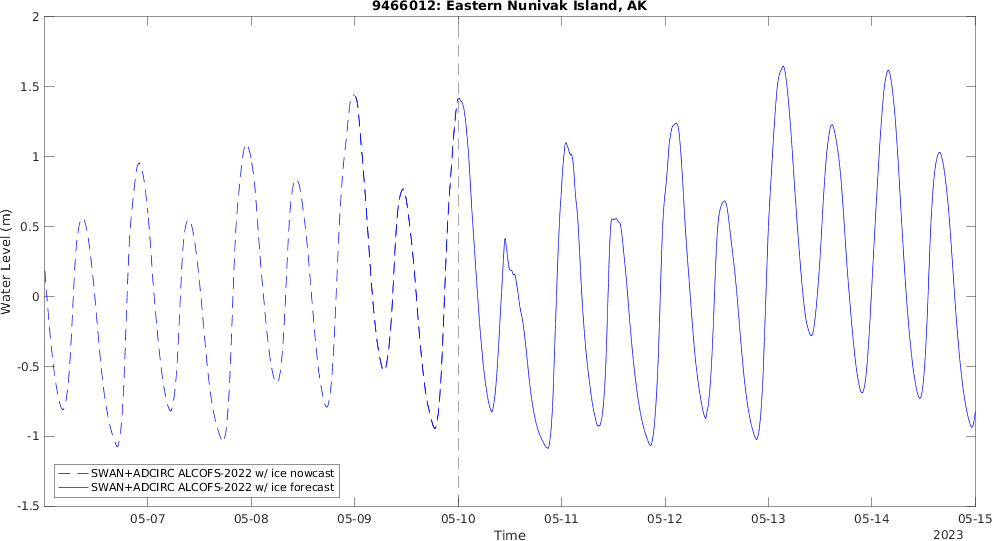 9466012: Eastern Nunivak Island, AK
Water Level (m)
2
1.5
1
0.5
0
-0.5
-1
-1.5
SWAN+ADCIRC ALCOFS-2022 w/ ice nowcast
SWAN+ADCIRC ALCOFS-2022 w/ ice forecast
05-07 05-08 05-09 05-10 05-11 05-12 05-13 05-14 05-15
Time
2023